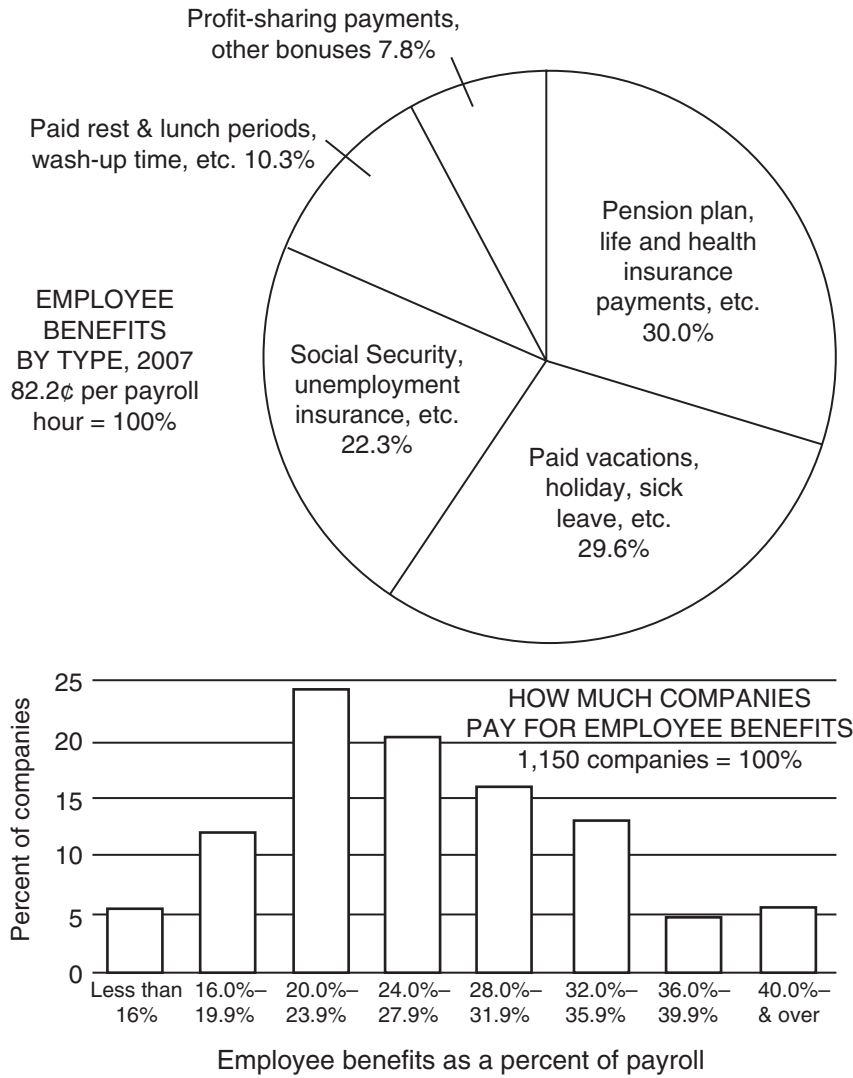 Profit-sharing payments,
other bonuses 7.8%
Paid rest & lunch periods,
wash-up time, etc. 10.3%
Pension plan,
life and health
insurance
payments, etc.
30.0%
EMPLOYEE
BENEFITS
BY TYPE, 2007
82.2¢ per payroll
hour = 100%
Social Security,
unemployment
insurance, etc.
22.3%
Paid vacations,
holiday, sick
leave, etc.
29.6%
HOW MUCH COMPANIES
PAY FOR EMPLOYEE BENEFITS
1,150 companies = 100%
Percent of companies
25
20
15
10
5
0
Less than
16%
16.0%–
19.9%
20.0%–
23.9%
24.0%–
27.9%
28.0%–
31.9%
32.0%–
35.9%
36.0%–
39.9%
40.0%–
& over
Employee benefits as a percent of payroll